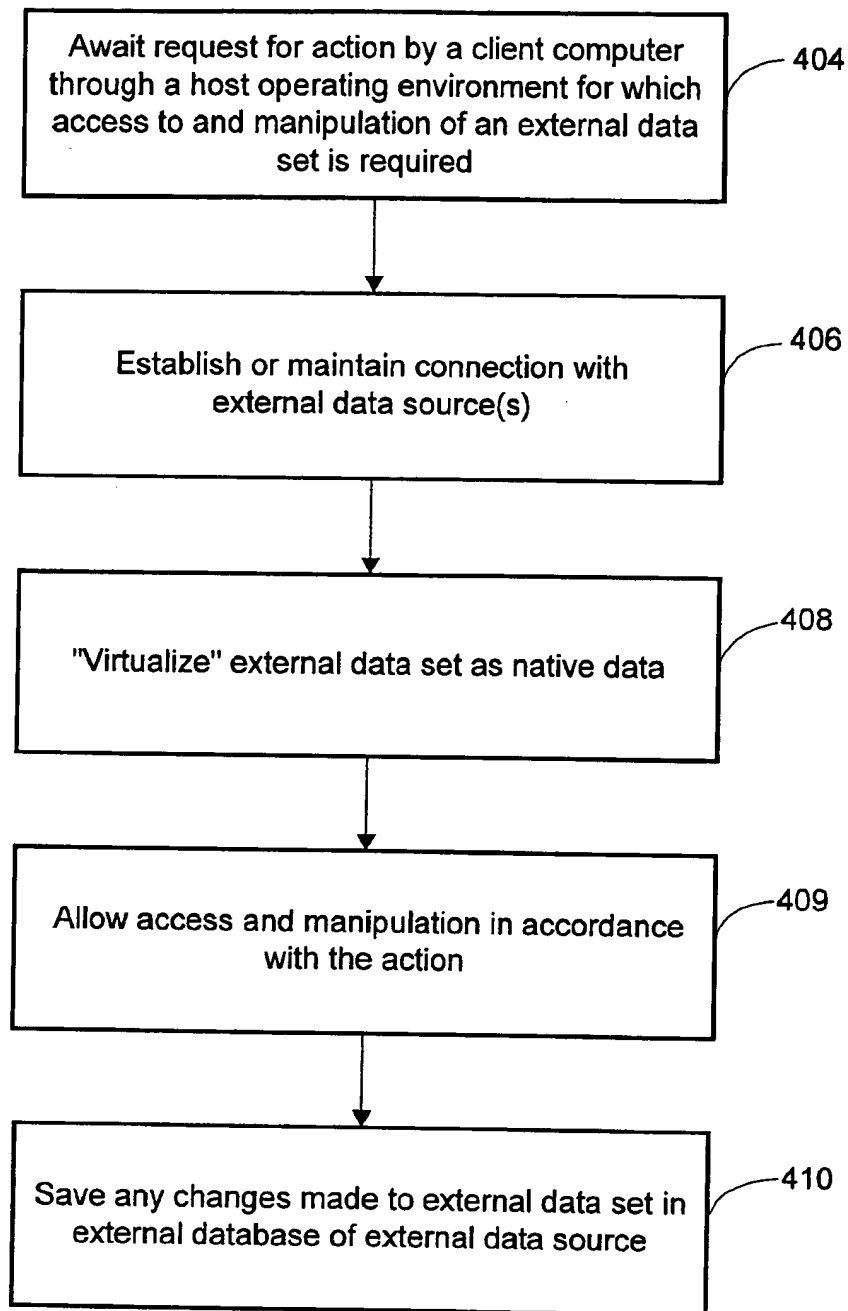 Await request for action by a client computer
through a host operating environment for which
access to and manipulation of an external data
set is required
404
Establish or maintain connection with
external data source(s)
406
"Virtualize" external data set as native data
408
Allow access and manipulation in accordance
with the action
409
Save any changes made to external data set in
external database of external data source
410